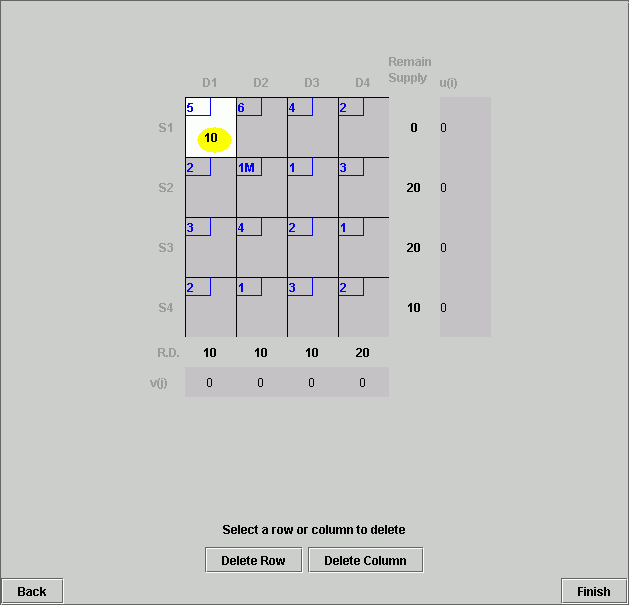 Remain
D1 D2 D3 D4 Supply u(i)
5 6 4 2
S1 10 0 0
2 1M 1 3
S2 20 0
3 4 2 1
S3 20 0
2 1 3 2
S4 10 0
R.D. 10 10 10 20
v(j) 0 0 0 0
Select a row or column to delete
Delete Row Delete Column
Back Finish